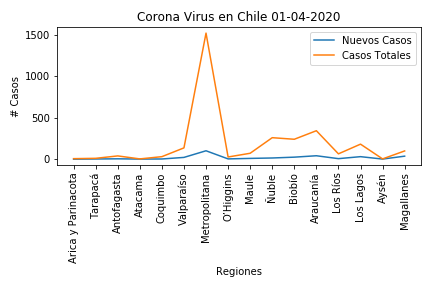 Corona Virus en Chile 01-04-2020
Nuevos Casos
Casos Totales
# Casos
1500
1000
500
0
Arica y Parinacota
Tarapacá
Antofagasta
Atacama
Coquimbo
Valparaíso
Metropolitana
O'Higgins
Maule
Ñuble
Biobío
Araucanía
Los Ríos
Los Lagos
Aysén
Magallanes
Regiones